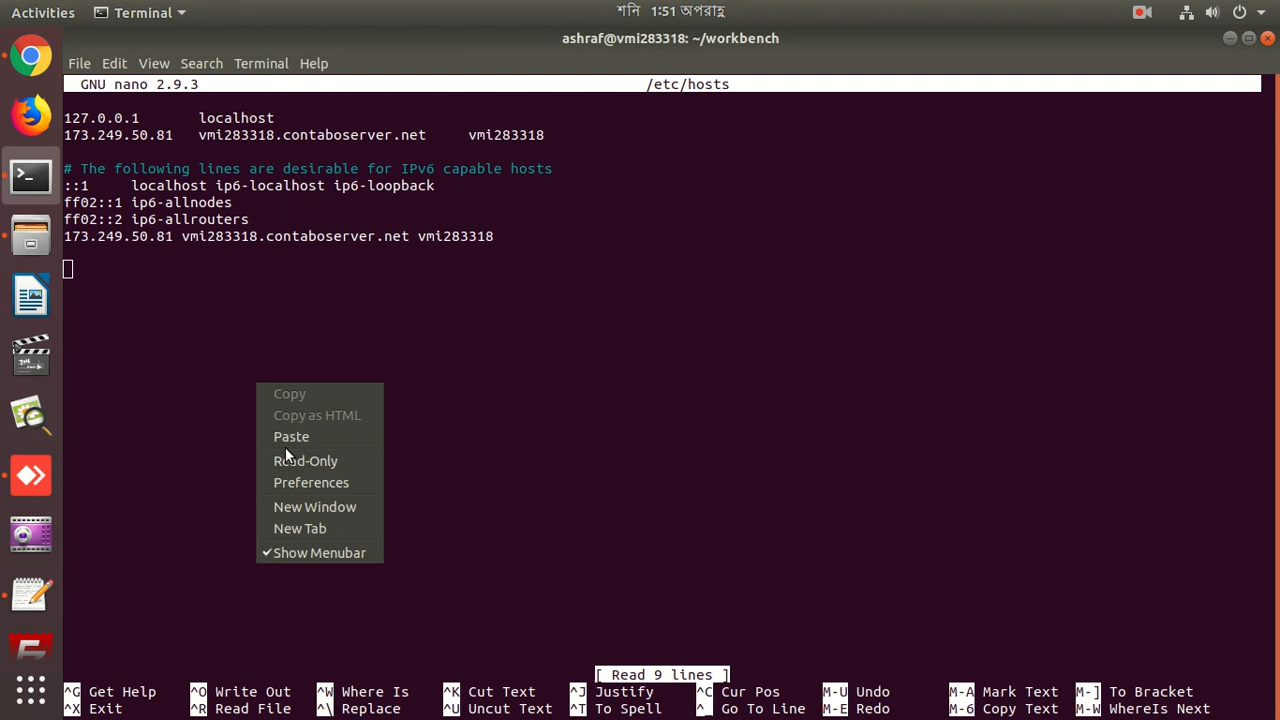 Activities Terminal শনি 1:51 অপরাহ্ণ
ashraf@vmi283318: ~/workbench
File Edit View Search Terminal Help
GNU nano 2.9.3 /etc/hosts
127.0.0.1 localhost
173.249.50.81 vmi283318.contaboserver.net vmi283318
# The following lines are desirable for IPv6 capable hosts
::1 localhost ip6-localhost ip6-loopback
ff02::1 ip6-allnodes
ff02::2 ip6-allrouters
173.249.50.81 vmi283318.contaboserver.net vmi283318
Copy
Copy as HTML
Paste
Read-Only
Preferences
New Window
New Tab
Show Menubar
[ Read 9 lines ]
^G Get Help ^O Write Out ^W Where Is ^K Cut Text ^J Justify ^C Cur Pos M-U Undo M-A Mark Text M-] To Bracket
^X Exit ^R Read File ^\ Replace ^U Uncut Text ^T To Spell ^_ Go To Line M-E Redo M-6 Copy Text M-W WhereIs Next